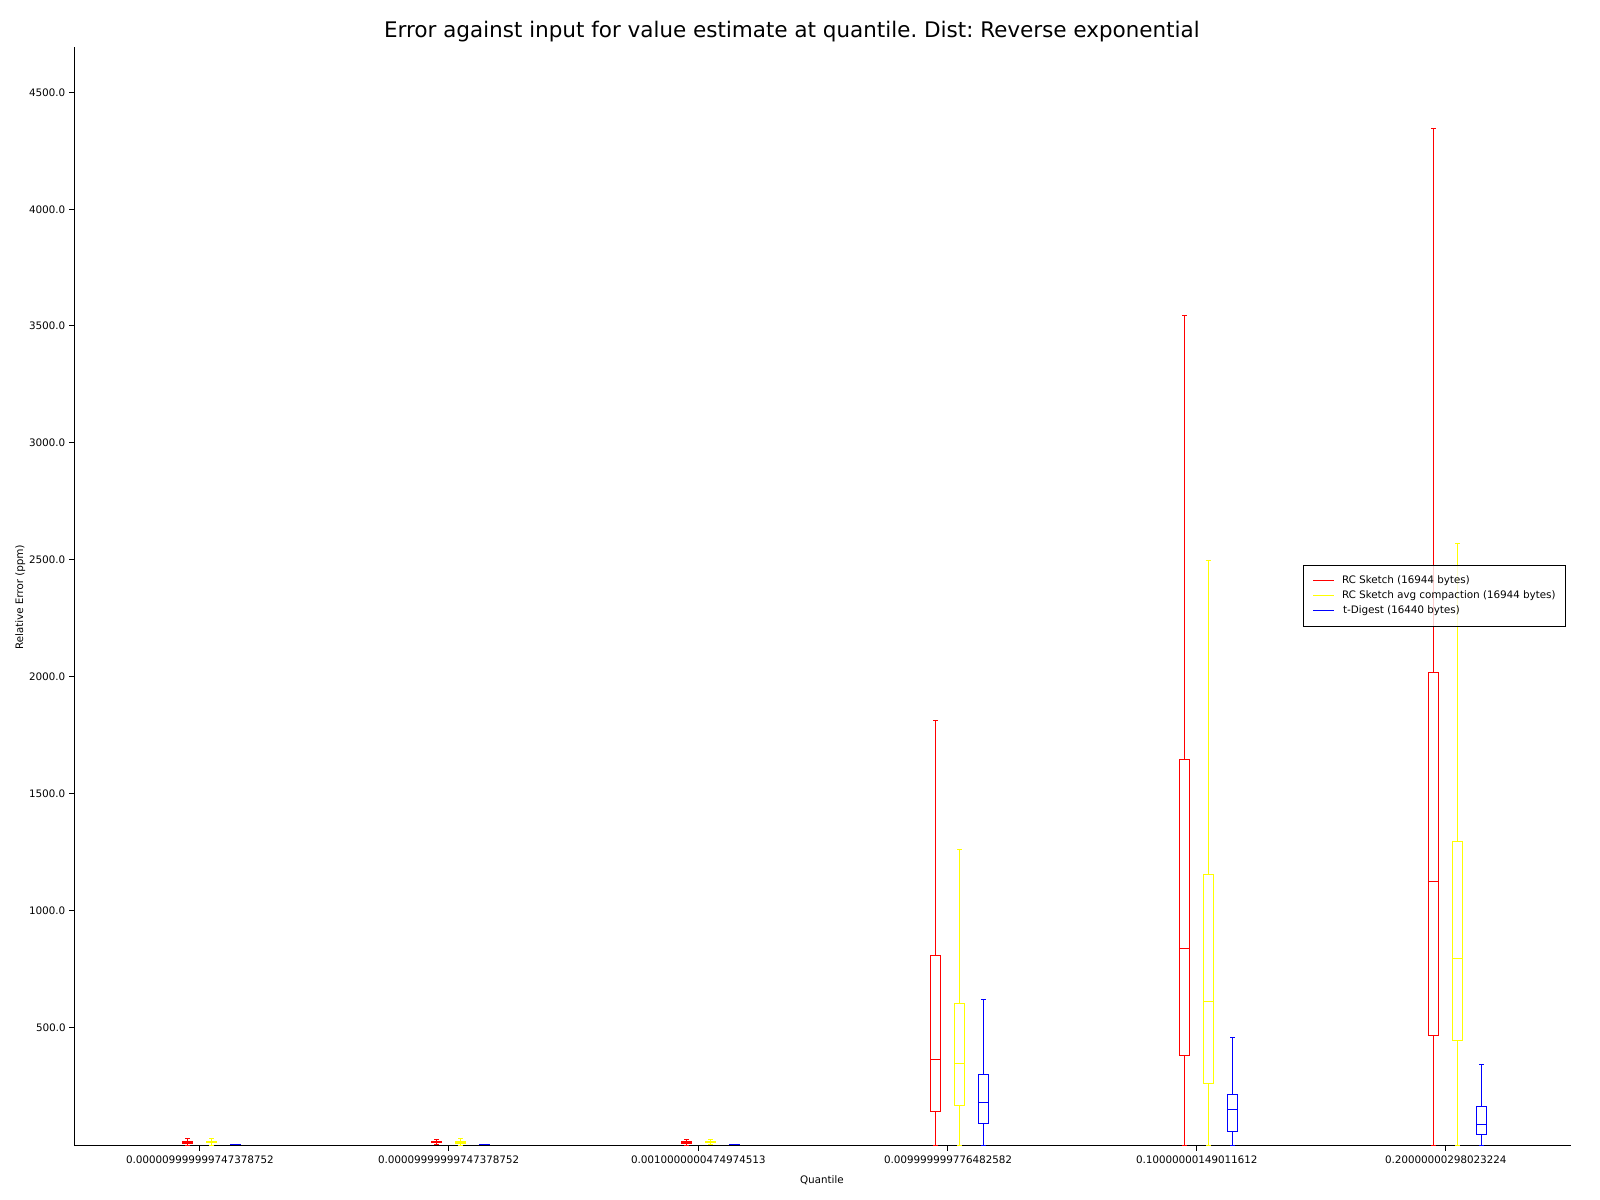 Error against input for value estimate at quantile. Dist: Reverse exponential
4500.0
4000.0
3500.0
3000.0
2500.0
2000.0
1500.0
1000.0
500.0
Relative Error (ppm)
RC Sketch (16944 bytes)
RC Sketch avg compaction (16944 bytes)
t-Digest (16440 bytes)
0.000009999999747378752 0.00009999999747378752 0.001000000474974513 0.009999999776482582 0.10000000149011612 0.20000000298023224
Quantile